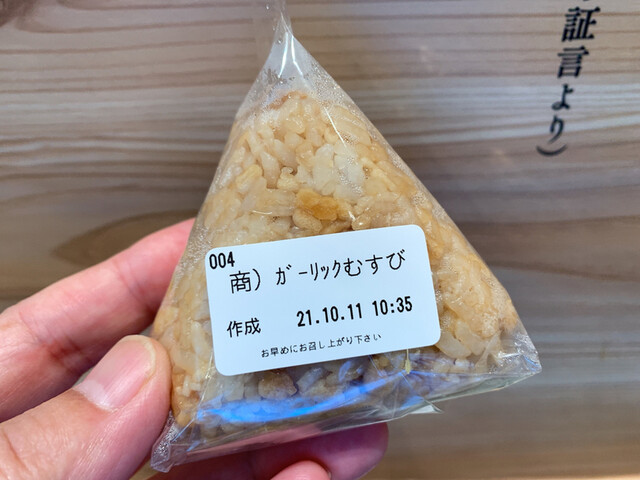 の証言より）
004
商）ｶﾞｰﾘｯｸむすび
作成 21.10.11 10:35
お早めにお召し上がり下さい